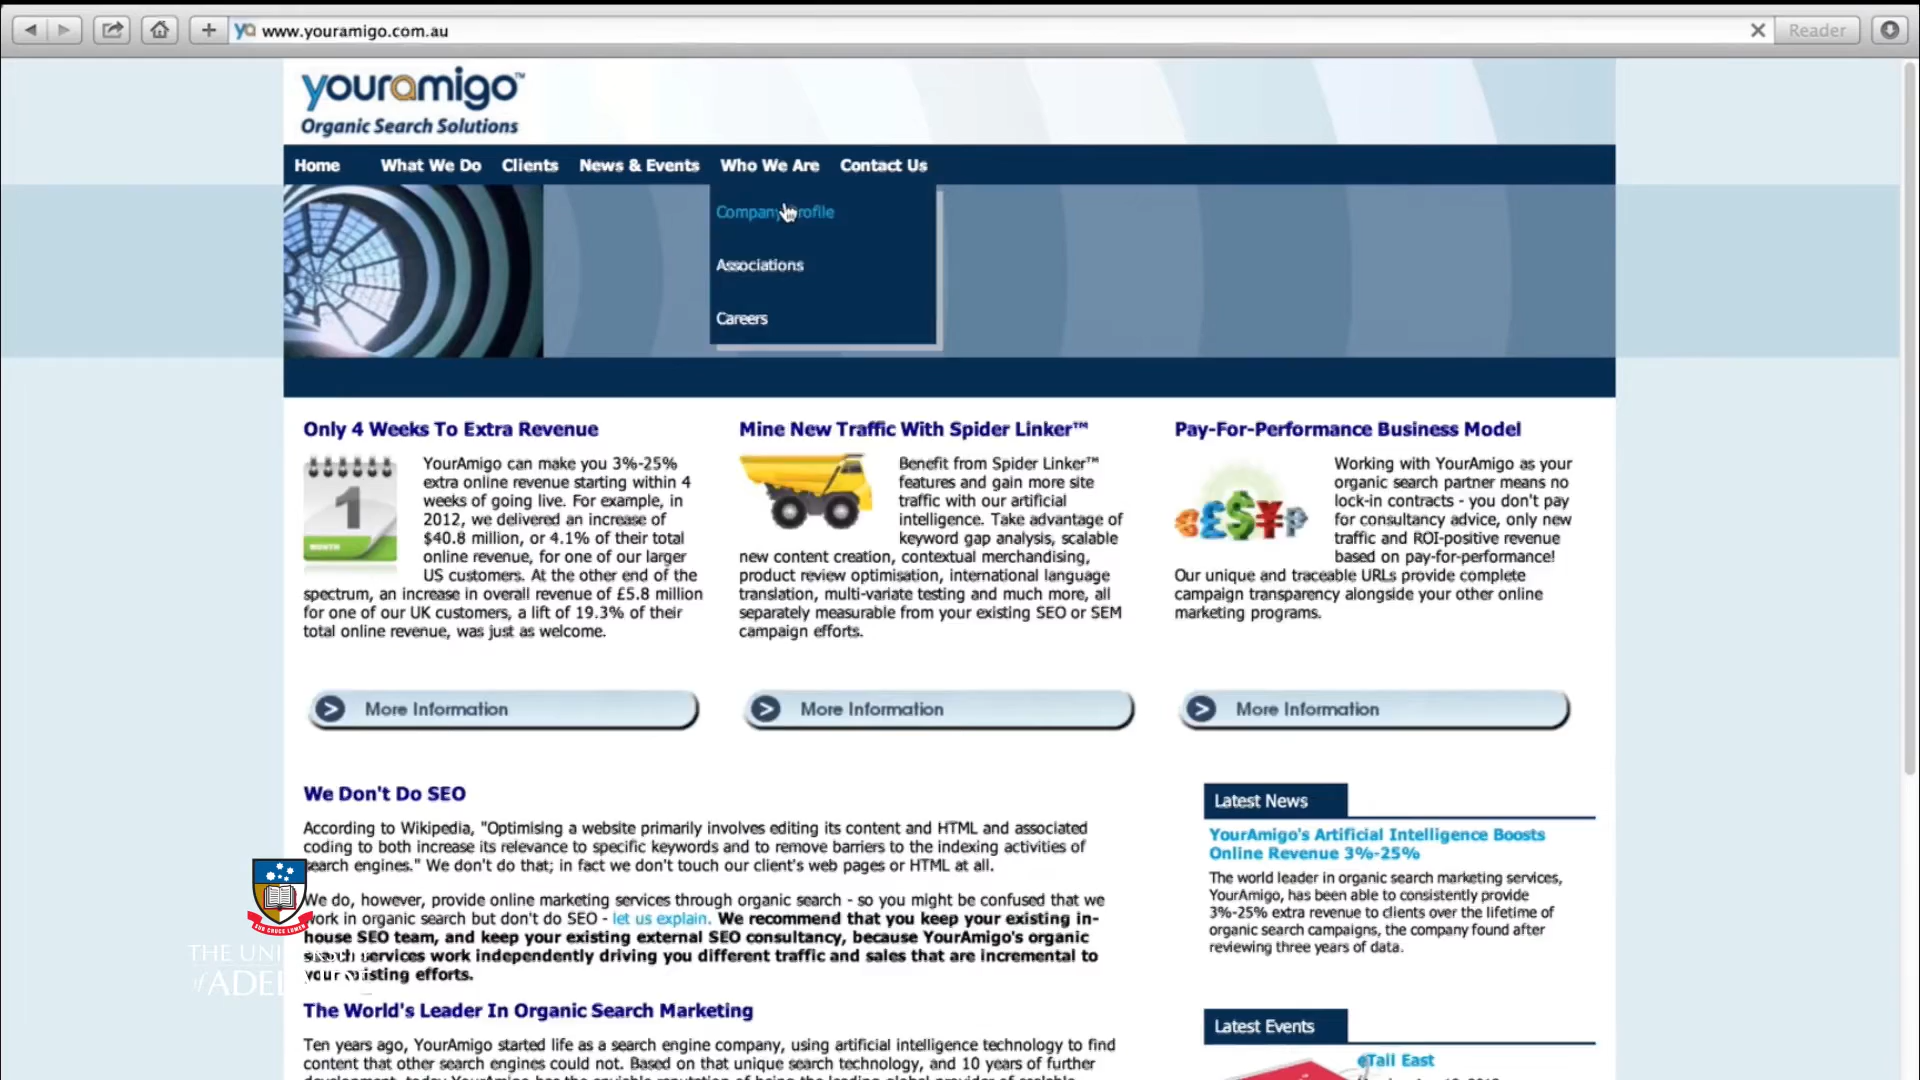 www.youramigo.com.au
Reader
youramigo™
Organic Search Solutions
Home What We Do Clients News & Events Who We Are Contact Us
Company Profile
Associations
Careers
Only 4 Weeks To Extra Revenue
YourAmigo can make you 3%-25%
extra online revenue starting within 4
weeks of going live. For example, in
2012, we delivered an increase of
$40.8 million, or 4.1% of their total
online revenue, for one of our larger
US customers. At the other end of the
spectrum, an increase in overall revenue of £5.8 million
for one of our UK customers, a lift of 19.3% of their
total online revenue, was just as welcome.
More Information
Mine New Traffic With Spider Linker™
Benefit from Spider Linker™
features and gain more site
traffic with our artificial
intelligence. Take advantage of
keyword gap analysis, scalable
new content creation, contextual merchandising,
product review optimisation, international language
translation, multi-variate testing and much more, all
separately measurable from your existing SEO or SEM
campaign efforts.
More Information
Pay-For-Performance Business Model
Working with YourAmigo as your
organic search partner means no
lock-in contracts - you don't pay
for consultancy advice, only new
traffic and ROI-positive revenue
based on pay-for-performance!
Our unique and traceable URLs provide complete
campaign transparency alongside your other online
marketing programs.
More Information
We Don't Do SEO
According to Wikipedia, "Optimising a website primarily involves editing its content and HTML and associated
coding to both increase its relevance to specific keywords and to remove barriers to the indexing activities of
search engines." We don't do that; in fact we don't touch our client's web pages or HTML at all.
We do, however, provide online marketing services through organic search - so you might be confused that we
work in organic search but don't do SEO - let us explain. We recommend that you keep your existing in-
house SEO team, and keep your existing external SEO consultancy, because YourAmigo's organic
search services work independently driving you different traffic and sales that are incremental to
your existing efforts.
The World's Leader In Organic Search Marketing
Ten years ago, YourAmigo started life as a search engine company, using artificial intelligence technology to find
content that other search engines could not. Based on that unique search technology, and 10 years of further
Latest News
YourAmigo's Artificial Intelligence Boosts
Online Revenue 3%-25%
The world leader in organic search marketing services,
YourAmigo, has been able to consistently provide
3%-25% extra revenue to clients over the lifetime of
organic search campaigns, the company found after
reviewing three years of data.
Latest Events
eTail East
1
MONTH
SUB CRUCE LUMEN
THE UNIVERSITY
of ADELAIDE